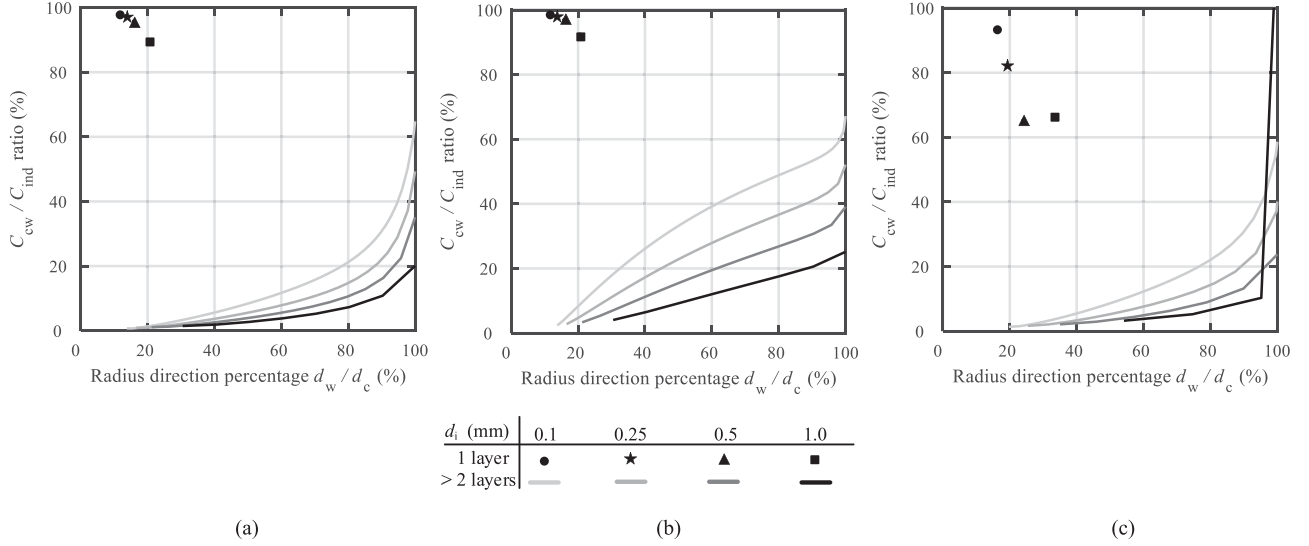 100
80
60
40
20
0
0 20 40 60 80 100
C_cw / C_ind ratio (%)
Radius direction percentage d_w / d_c (%)
100
80
60
40
20
0
0 20 40 60 80 100
C_cw / C_ind ratio (%)
Radius direction percentage d_w / d_c (%)
100
80
60
40
20
0
0 20 40 60 80 100
C_cw / C_ind ratio (%)
Radius direction percentage d_w / d_c (%)
d_i (mm) 0.1 0.25 0.5 1.0
1 layer
> 2 layers
(a) (b) (c)